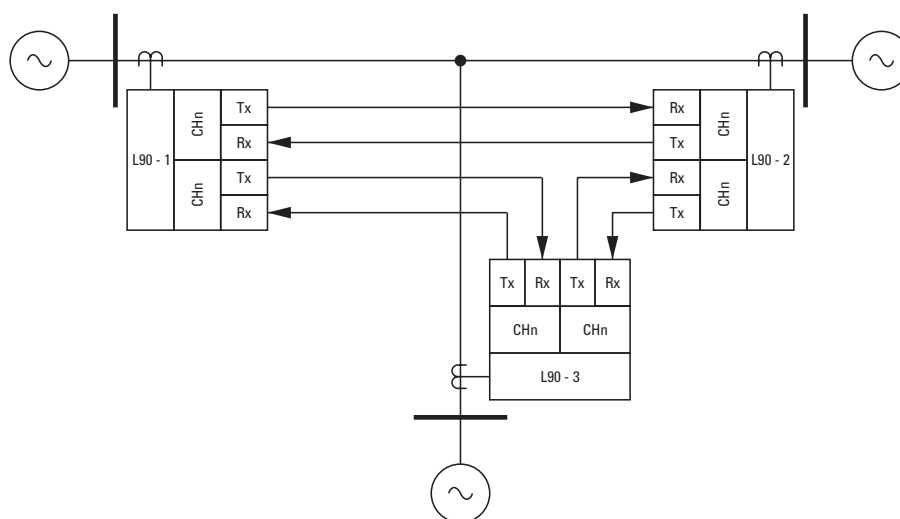 Tx
Rx
CHn
Rx
Tx
CHn
L90 - 1
L90 - 2
Tx
CHn
Rx
Rx
CHn
Tx
Tx Rx Tx Rx
CHn CHn
L90 - 3